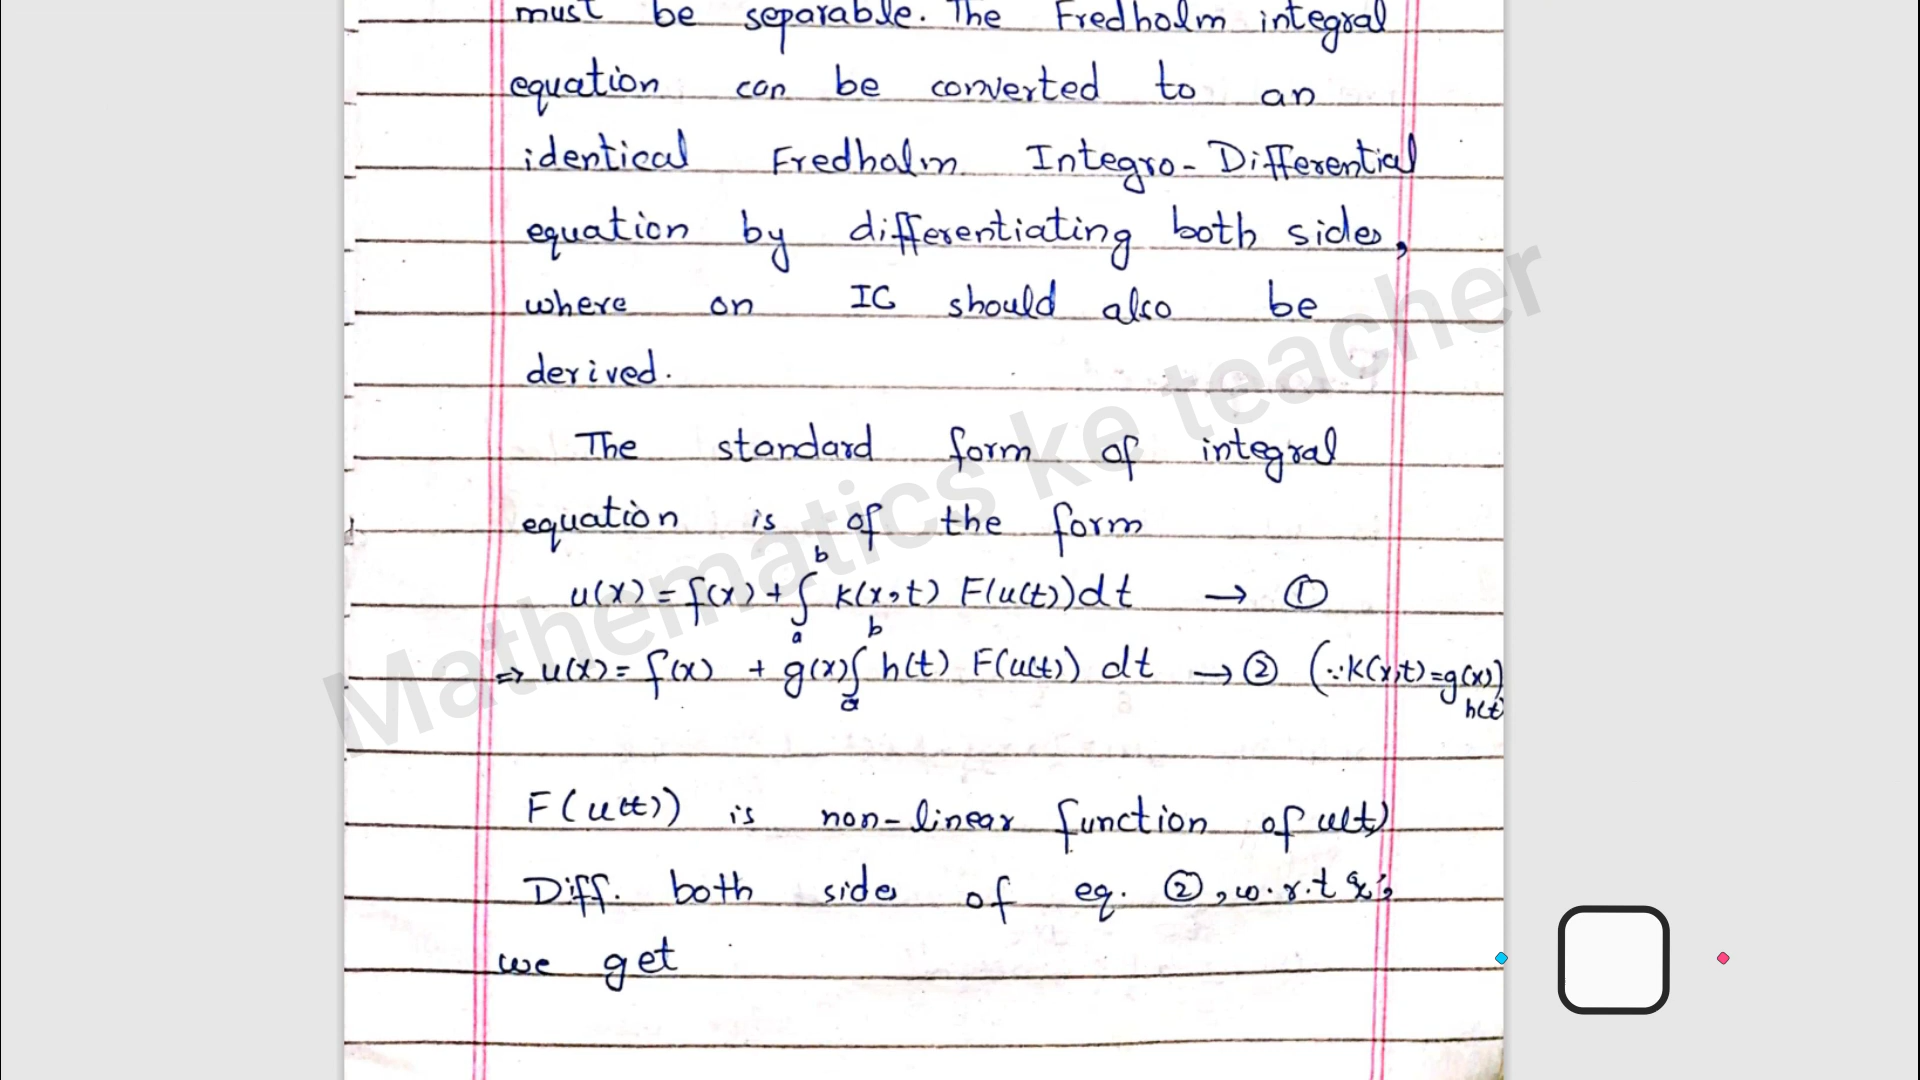 must be separable. The Fredholm integral
equation can be converted to an
identical Fredholm Integro-Differential
equation by differentiating both sides,
where an IC should also be
derived.
The standard form of integral
equation is of the form
u(x) = f(x) + ∫ₐᵇ K(x,t) F(u(t))dt → ①
⇒ u(x) = f(x) + g(x)∫ₐᵇ h(t) F(u(t)) dt → ② (∵K(x,t)=g(x)
h(t)
F(u(t)) is non-linear function of u(t)
Diff. both sides of eq. ②, w.r.t 'x',
we get
Mathematics ke teacher